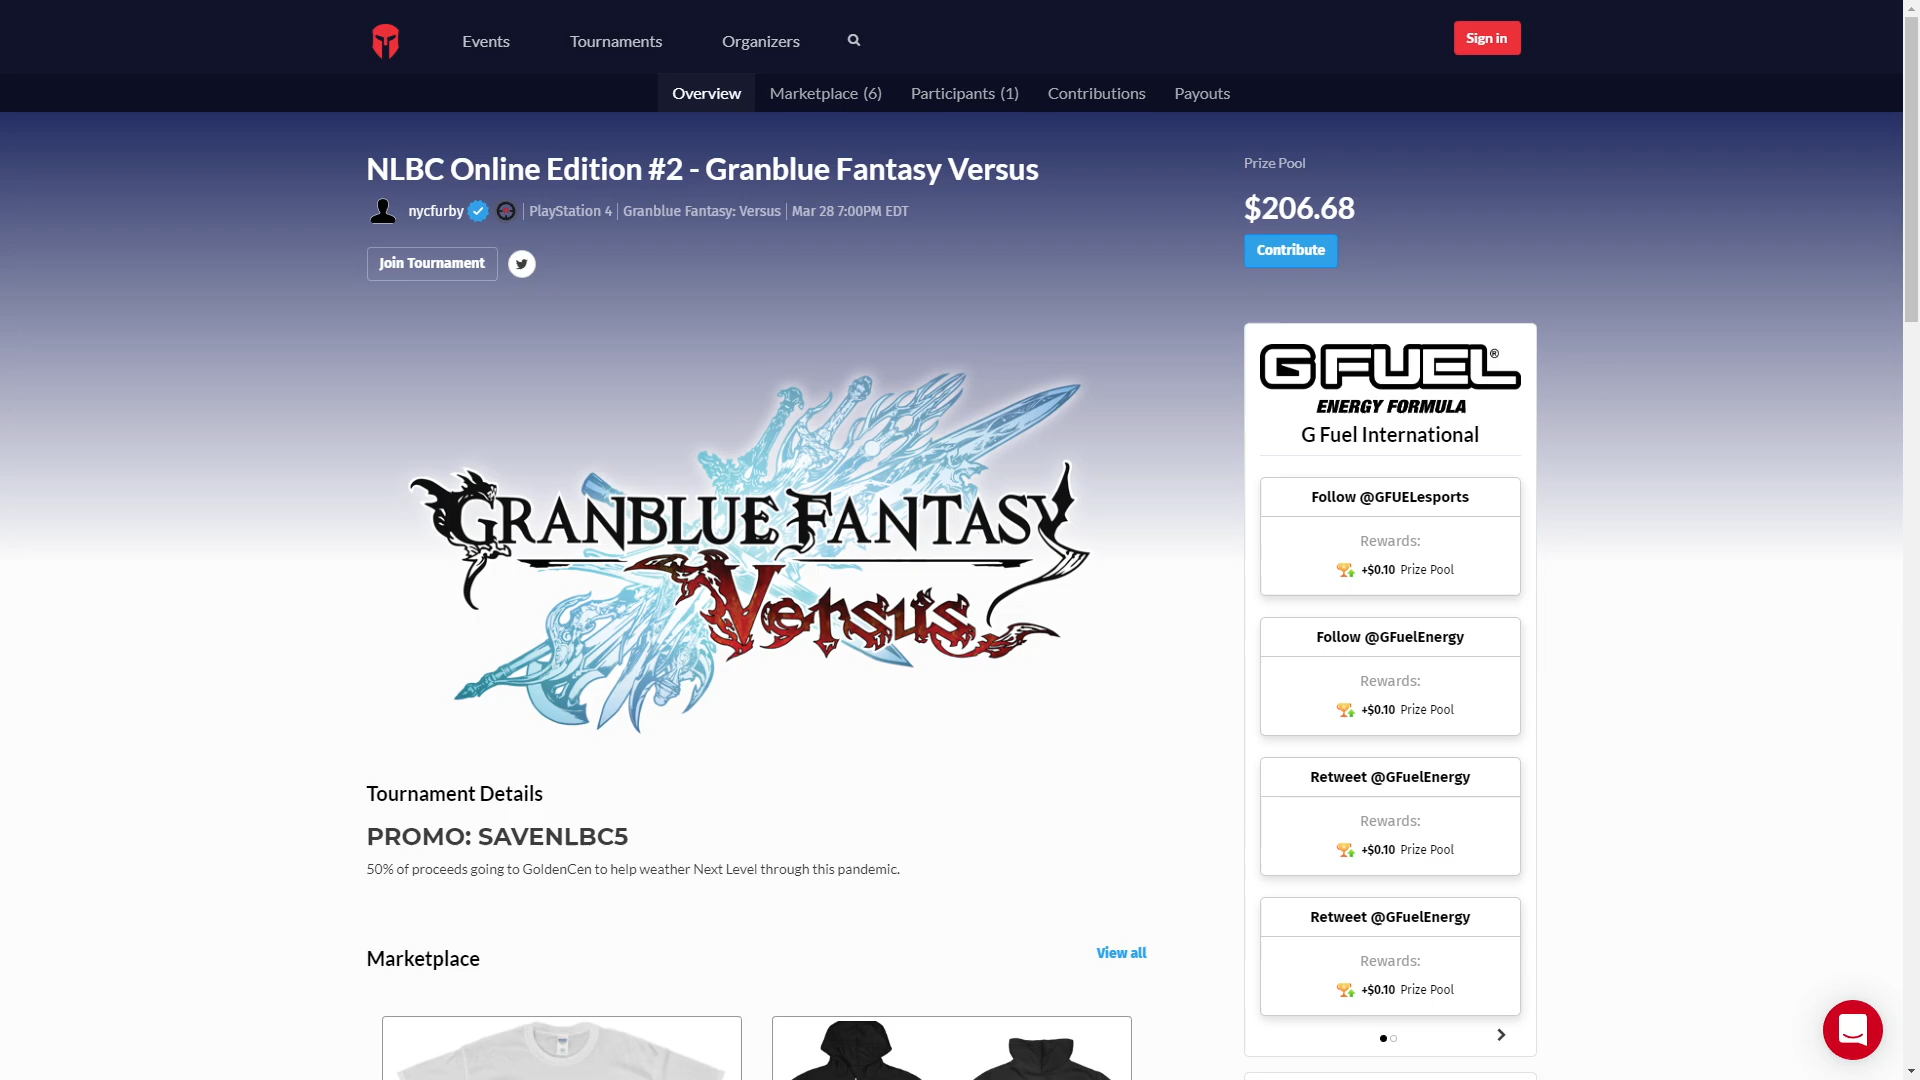 Events
Tournaments
Organizers
Sign in
Overview
Marketplace (6)
Participants (1)
Contributions
Payouts
NLBC Online Edition #2 - Granblue Fantasy Versus
nycfurby
PlayStation 4
Granblue Fantasy: Versus
Mar 28 7:00PM EDT
Join Tournament
Prize Pool
$206.68
Contribute
GRANBLUE FANTASY
Versus
G FUEL®
ENERGY FORMULA
G Fuel International
Follow @GFUELesports
Rewards:
+$0.10 Prize Pool
Follow @GFuelEnergy
Rewards:
+$0.10 Prize Pool
Retweet @GFuelEnergy
Rewards:
+$0.10 Prize Pool
Retweet @GFuelEnergy
Rewards:
+$0.10 Prize Pool
Tournament Details
PROMO: SAVENLBC5
50% of proceeds going to GoldenCen to help weather Next Level through this pandemic.
Marketplace
View all